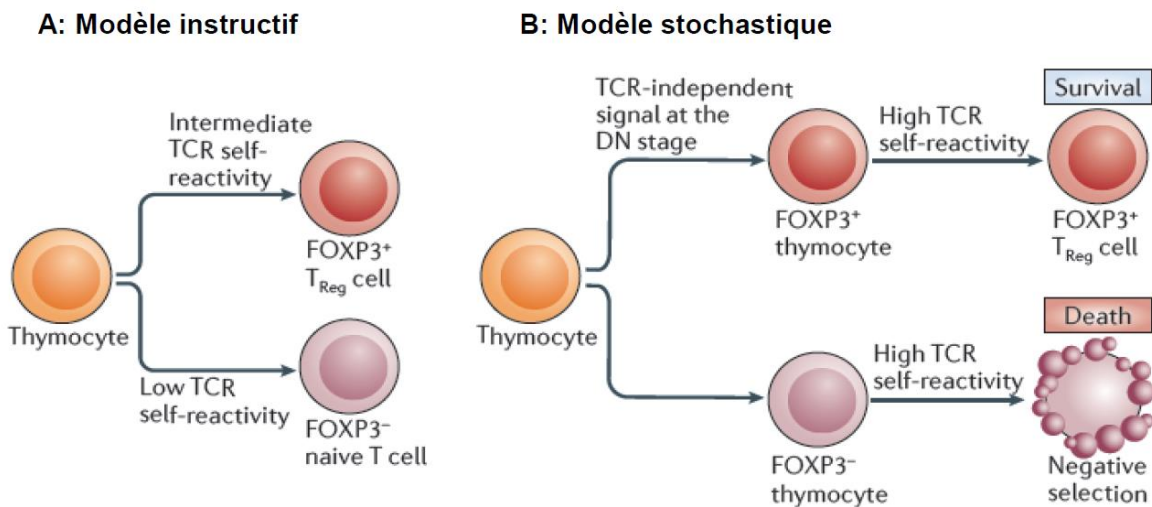 A: Modèle instructif
Intermediate
TCR self-
reactivity
FOXP3⁺
T_Reg cell
Thymocyte
Low TCR
self-reactivity
FOXP3⁻
naive T cell
B: Modèle stochastique
TCR-independent
signal at the
DN stage
FOXP3⁺
thymocyte
High TCR
self-reactivity
Survival
FOXP3⁺
T_Reg cell
Thymocyte
FOXP3⁻
thymocyte
High TCR
self-reactivity
Death
Negative
selection